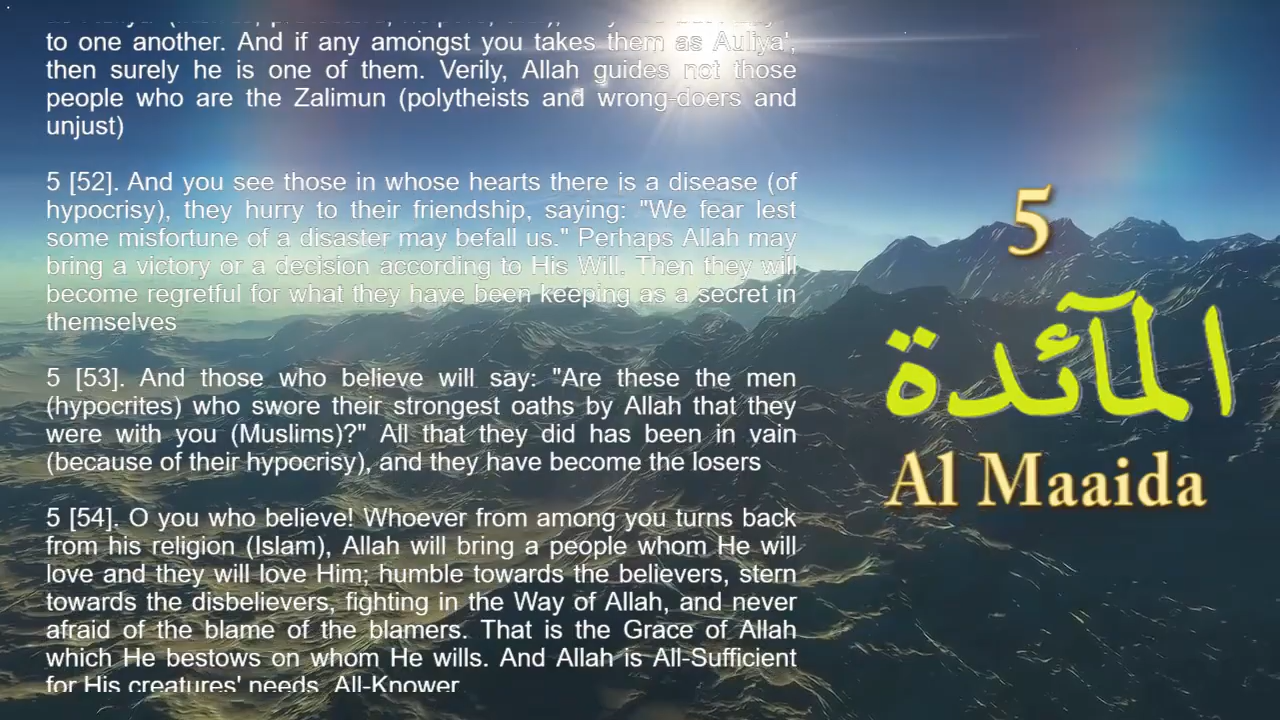 to one another. And if any amongst you takes them as Auliya',
then surely he is one of them. Verily, Allah guides not those
people who are the Zalimun (polytheists and wrong-doers and
unjust)
5 [52]. And you see those in whose hearts there is a disease (of
hypocrisy), they hurry to their friendship, saying: "We fear lest
some misfortune of a disaster may befall us." Perhaps Allah may
bring a victory or a decision according to His Will. Then they will
become regretful for what they have been keeping as a secret in
themselves
5 [53]. And those who believe will say: "Are these the men
(hypocrites) who swore their strongest oaths by Allah that they
were with you (Muslims)?" All that they did has been in vain
(because of their hypocrisy), and they have become the losers
5 [54]. O you who believe! Whoever from among you turns back
from his religion (Islam), Allah will bring a people whom He will
love and they will love Him; humble towards the believers, stern
towards the disbelievers, fighting in the Way of Allah, and never
afraid of the blame of the blamers. That is the Grace of Allah
which He bestows on whom He wills. And Allah is All-Sufficient
for His creatures' needs, All-Knower
5
المآئدة
Al Maaida